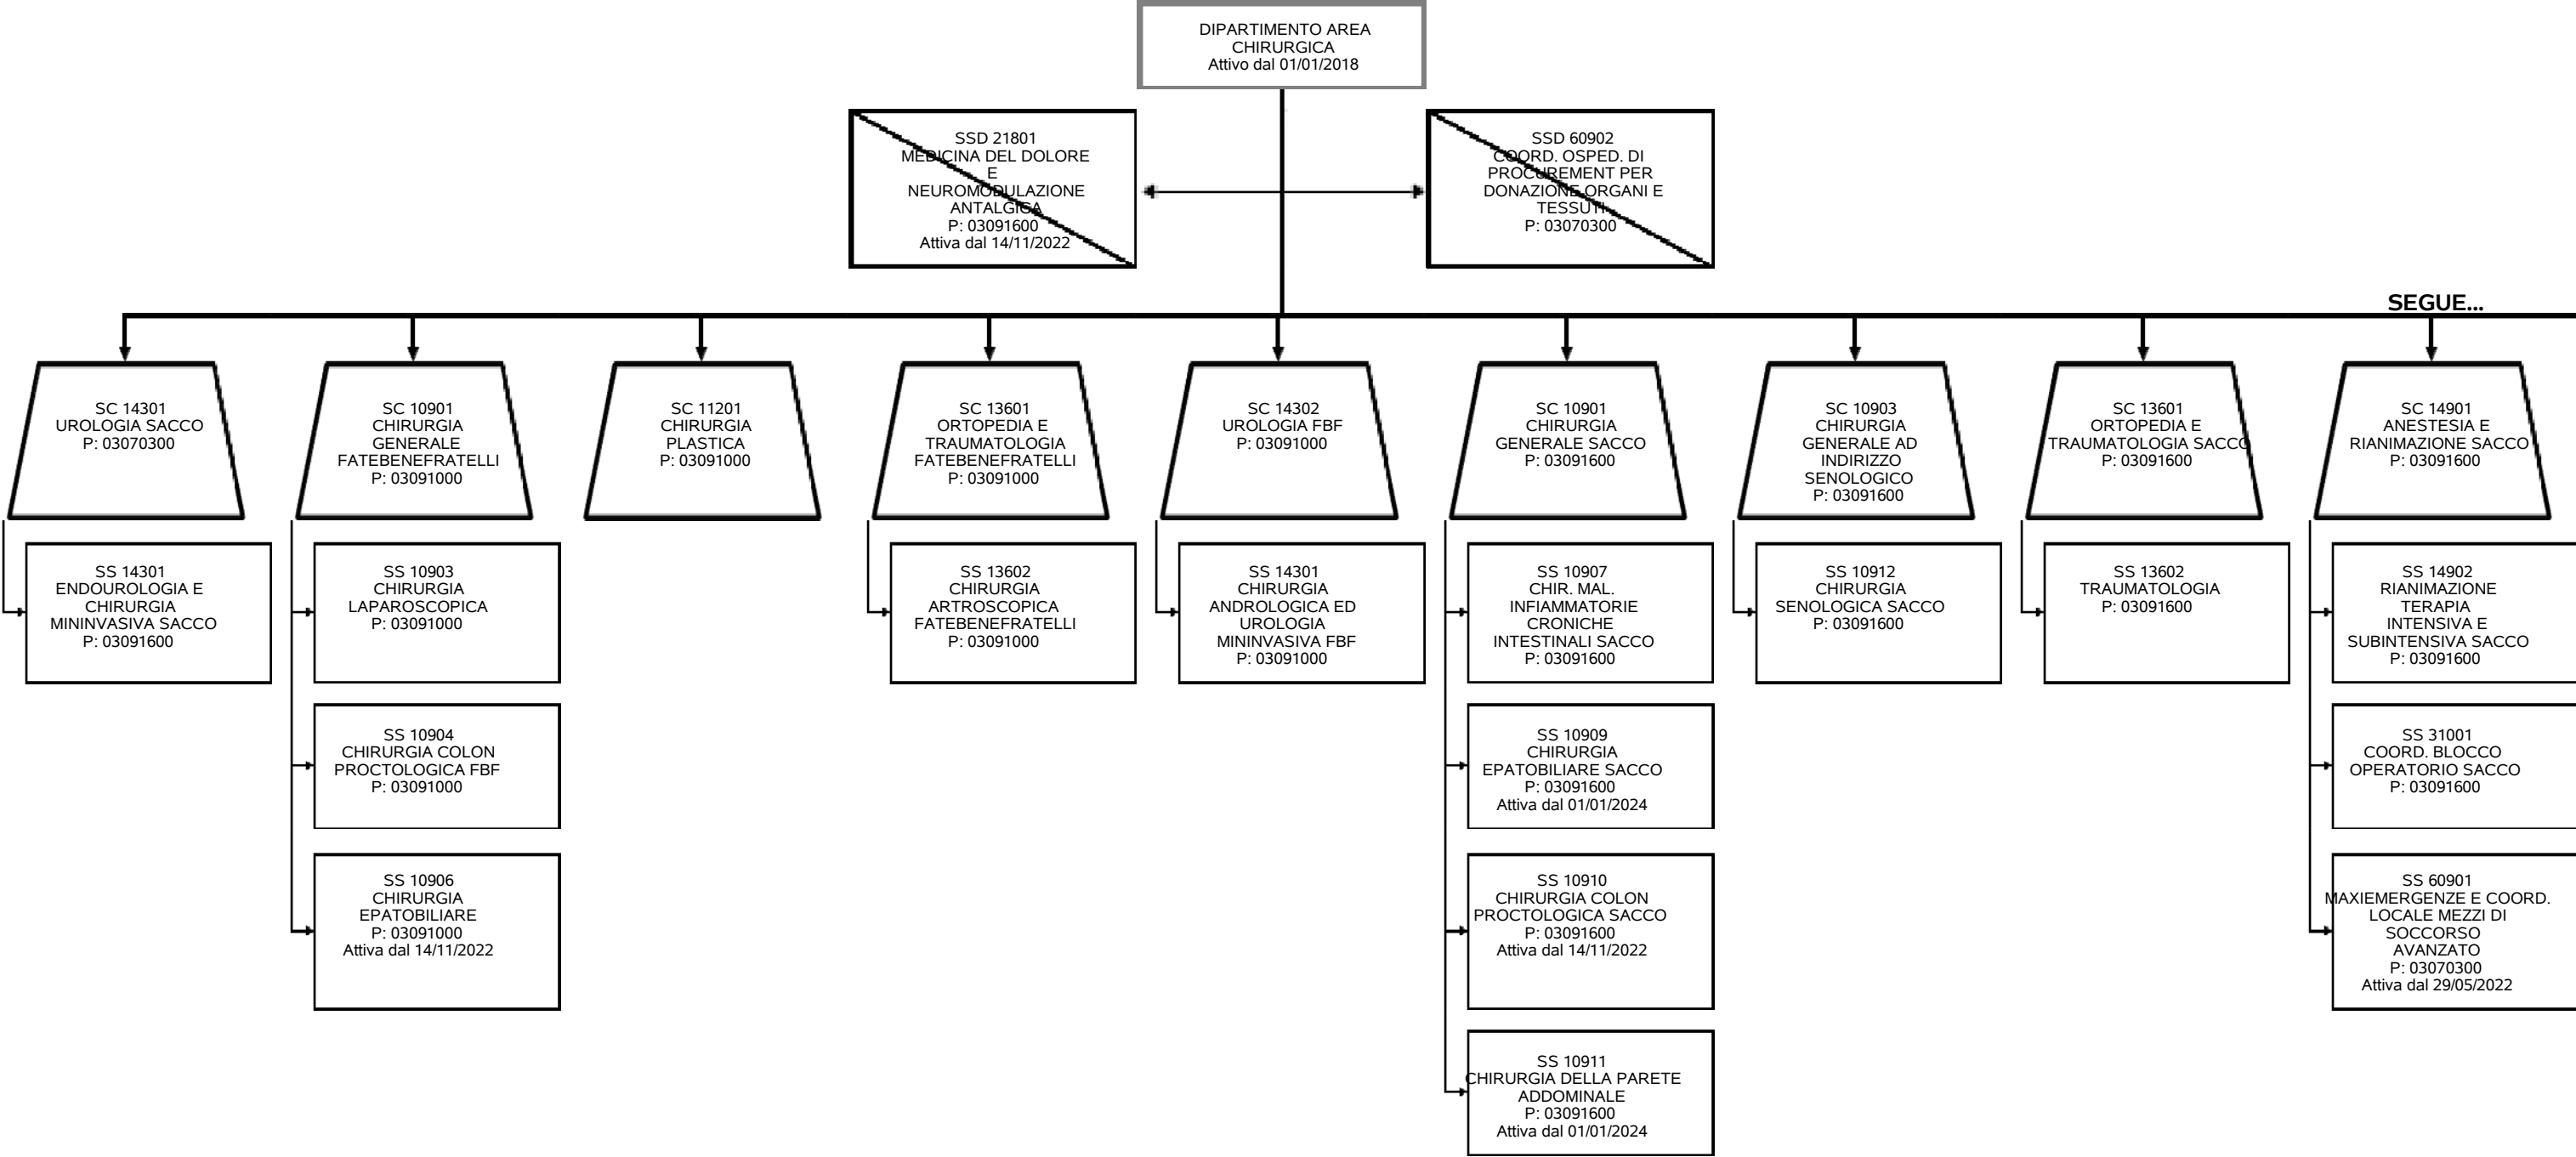 DIPARTIMENTO AREA
CHIRURGICA
Attivo dal 01/01/2018
SSD 21801
MEDICINA DEL DOLORE
E
NEUROMODULAZIONE
ANTALGICA
P: 03091600
Attiva dal 14/11/2022
SSD 60902
COORD. OSPED. DI
PROCUREMENT PER
DONAZIONE ORGANI E
TESSUTI
P: 03070300
SEGUE...
SC 14301
UROLOGIA SACCO
P: 03070300
SC 10901
CHIRURGIA
GENERALE
FATEBENEFRATELLI
P: 03091000
SC 11201
CHIRURGIA
PLASTICA
P: 03091000
SC 13601
ORTOPEDIA E
TRAUMATOLOGIA
FATEBENEFRATELLI
P: 03091000
SC 14302
UROLOGIA FBF
P: 03091000
SC 10901
CHIRURGIA
GENERALE SACCO
P: 03091600
SC 10903
CHIRURGIA
GENERALE AD
INDIRIZZO
SENOLOGICO
P: 03091600
SC 13601
ORTOPEDIA E
TRAUMATOLOGIA SACCO
P: 03091600
SC 14901
ANESTESIA E
RIANIMAZIONE SACCO
P: 03091600
SS 14301
ENDOUROLOGIA E
CHIRURGIA
MININVASIVA SACCO
P: 03091600
SS 10903
CHIRURGIA
LAPAROSCOPICA
P: 03091000
SS 13602
CHIRURGIA
ARTROSCOPICA
FATEBENEFRATELLI
P: 03091000
SS 14301
CHIRURGIA
ANDROLOGICA ED
UROLOGIA
MININVASIVA FBF
P: 03091000
SS 10907
CHIR. MAL.
INFIAMMATORIE
CRONICHE
INTESTINALI SACCO
P: 03091600
SS 10912
CHIRURGIA
SENOLOGICA SACCO
P: 03091600
SS 13602
TRAUMATOLOGIA
P: 03091600
SS 14902
RIANIMAZIONE
TERAPIA
INTENSIVA E
SUBINTENSIVA SACCO
P: 03091600
SS 10904
CHIRURGIA COLON
PROCTOLOGICA FBF
P: 03091000
SS 10909
CHIRURGIA
EPATOBILIARE SACCO
P: 03091600
Attiva dal 01/01/2024
SS 31001
COORD. BLOCCO
OPERATORIO SACCO
P: 03091600
SS 10906
CHIRURGIA
EPATOBILIARE
P: 03091000
Attiva dal 14/11/2022
SS 10910
CHIRURGIA COLON
PROCTOLOGICA SACCO
P: 03091600
Attiva dal 14/11/2022
SS 60901
MAXIEMERGENZE E COORD.
LOCALE MEZZI DI
SOCCORSO
AVANZATO
P: 03070300
Attiva dal 29/05/2022
SS 10911
CHIRURGIA DELLA PARETE
ADDOMINALE
P: 03091600
Attiva dal 01/01/2024